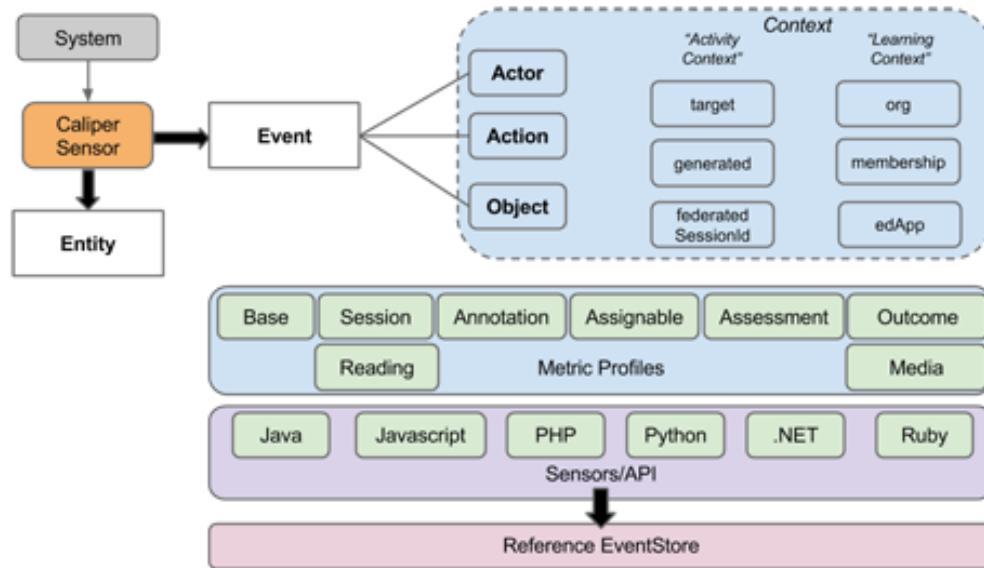 System
Caliper
Sensor
Entity
Event
Context
Actor
Action
Object
"Activity
Context"
target
generated
federated
SessionId
"Learning
Context"
org
membership
edApp
Base
Session
Annotation
Assignable
Assessment
Outcome
Reading
Metric Profiles
Media
Java
Javascript
PHP
Python
.NET
Ruby
Sensors/API
Reference EventStore